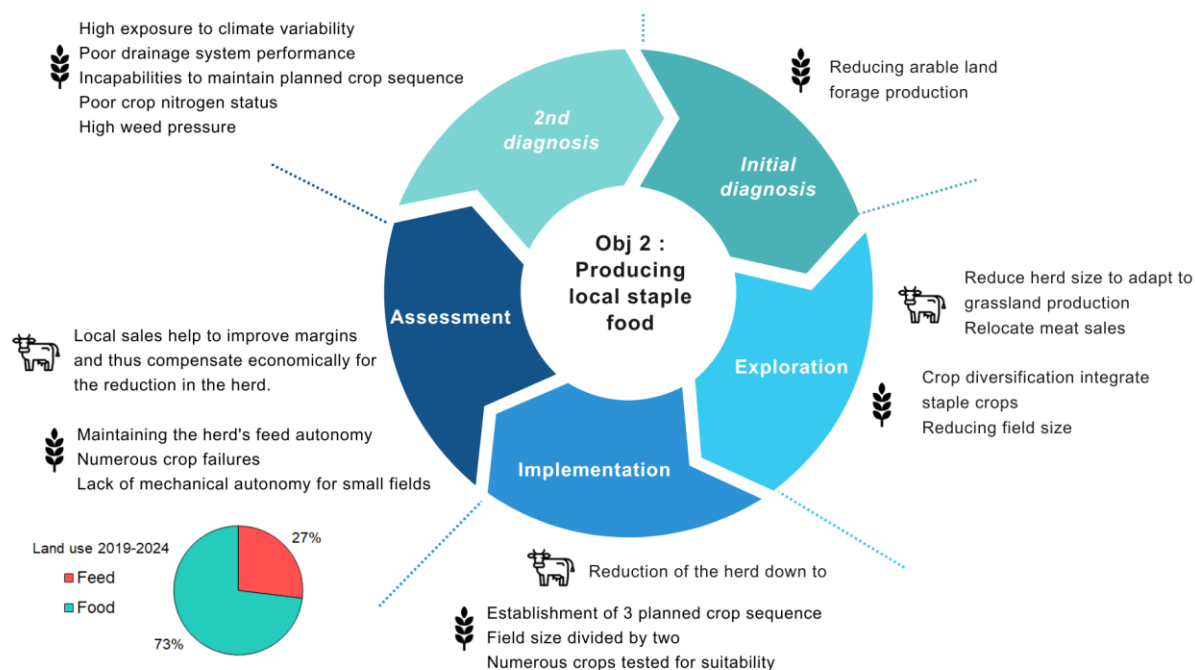 High exposure to climate variability
Poor drainage system performance
Incapabilities to maintain planned crop sequence
Poor crop nitrogen status
High weed pressure
2nd
diagnosis
Reducing arable land
forage production
Initial
diagnosis
Obj 2 :
Producing
local staple
food
Reduce herd size to adapt to
grassland production
Relocate meat sales
Exploration
Crop diversification integrate
staple crops
Reducing field size
Assessment
Local sales help to improve margins
and thus compensate economically for
the reduction in the herd.
Maintaining the herd's feed autonomy
Numerous crop failures
Lack of mechanical autonomy for small fields
Implementation
Reduction of the herd down to
Establishment of 3 planned crop sequence
Field size divided by two
Numerous crops tested for suitability
Land use 2019-2024
Feed
Food
27%
73%